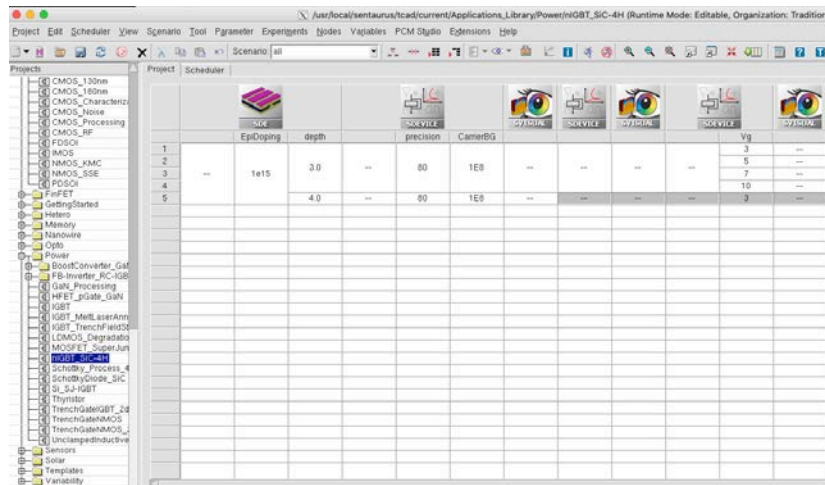 /usr/local/sentaurus/tcad/current/Applications_Library/Power/nIGBT_SiC-4H (Runtime Mode: Editable, Organization: Tradition
Project Edit Scheduler View Scenario Tool Parameter Experiments Nodes Variables PCM Studio Extensions Help
Scenario: all
Projects
Project Scheduler
CMOS_130nm
CMOS_180nm
CMOS_Characteriz
CMOS_Noise
CMOS_Processing
CMOS_RF
FDSOI
IMOS
NMOS_KMC
NMOS_SSE
PDSOI
FinFET
GettingStarted
Hetero
Memory
Nanowire
Opto
Power
BoostConverter_Gal
FB-Inverter_RC-IGB
GaN_Processing
HFET_pGate_GaN
IGBT
IGBT_MeltLaserAnn
IGBT_TrenchFieldSt
LDMOS_Degradatio
MOSFET_SuperJun
nIGBT_SiC-4H
Schottky_Process_4
SchottkyDiode_SiC
Si_SJ-IGBT
Thyristor
TrenchGateIGBT_2d
TrenchGateNMOS
TrenchGateNMOS_
UnclampedInductive
Sensors
Solar
Templates
Variability
SDE SDEVICE SVISUAL SDEVICE SVISUAL SDEVICE SVISUAL
EpiDoping depth precision CarrierBG Vg
1 3 --
2 5 --
3 -- 1e15 3.0 -- 80 1E8 -- -- -- -- 7 --
4 10 --
5 4.0 -- 80 1E8 -- -- -- -- 3 --